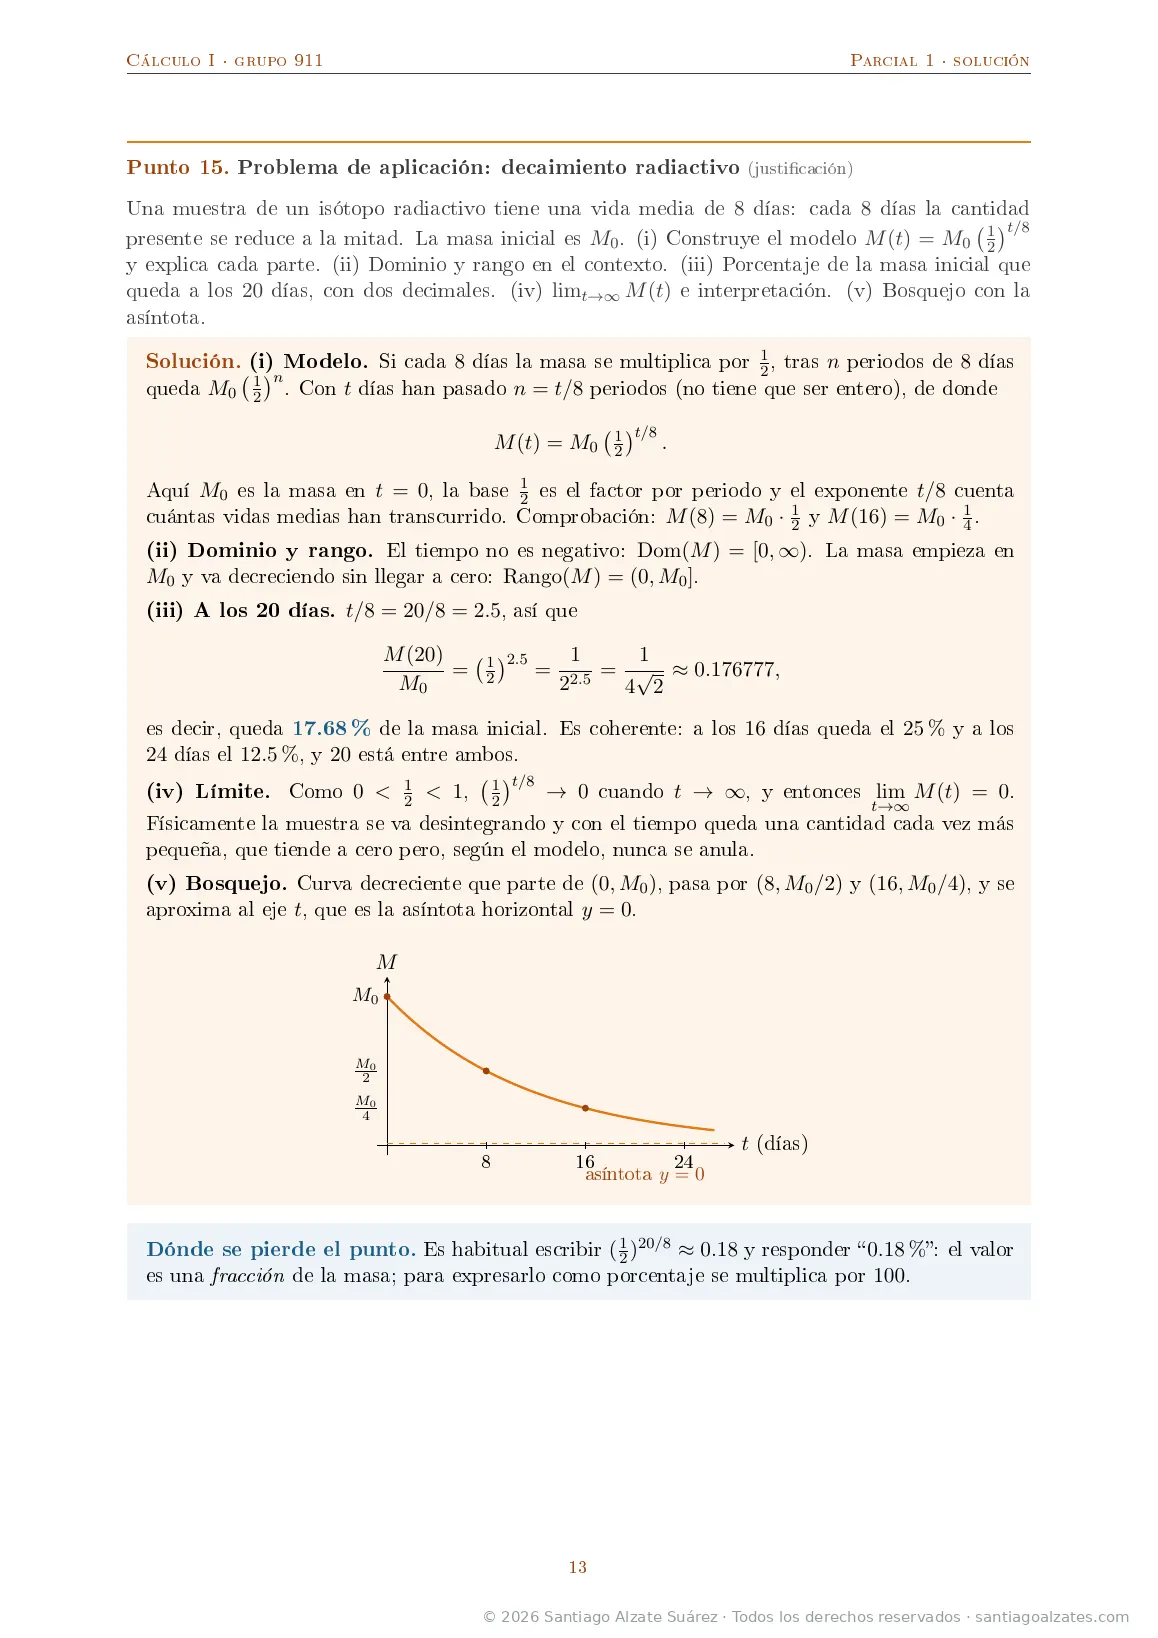 Cálculo I · grupo 911
Parcial 1 · solución
Punto 15. Problema de aplicación: decaimiento radiactivo (justificación)
Una muestra de un isótopo radiactivo tiene una vida media de 8 días: cada 8 días la cantidad
presente se reduce a la mitad. La masa inicial es M₀. (i) Construye el modelo M(t) = M₀ (1/2)^{t/8}
y explica cada parte. (ii) Dominio y rango en el contexto. (iii) Porcentaje de la masa inicial que
queda a los 20 días, con dos decimales. (iv) lim_{t→∞} M(t) e interpretación. (v) Bosquejo con la
asíntota.
Solución. (i) Modelo. Si cada 8 días la masa se multiplica por 1/2, tras n periodos de 8 días
queda M₀ (1/2)^n. Con t días han pasado n = t/8 periodos (no tiene que ser entero), de donde
M(t) = M₀ (1/2)^{t/8}.
Aquí M₀ es la masa en t = 0, la base 1/2 es el factor por periodo y el exponente t/8 cuenta
cuántas vidas medias han transcurrido. Comprobación: M(8) = M₀ · 1/2 y M(16) = M₀ · 1/4.
(ii) Dominio y rango. El tiempo no es negativo: Dom(M) = [0, ∞). La masa empieza en
M₀ y va decreciendo sin llegar a cero: Rango(M) = (0, M₀].
(iii) A los 20 días. t/8 = 20/8 = 2.5, así que
M(20)/M₀ = (1/2)^{2.5} = 1/2^{2.5} = 1/(4√2) ≈ 0.176777,
es decir, queda 17.68 % de la masa inicial. Es coherente: a los 16 días queda el 25 % y a los
24 días el 12.5 %, y 20 está entre ambos.
(iv) Límite. Como 0 < 1/2 < 1, (1/2)^{t/8} → 0 cuando t → ∞, y entonces lim_{t→∞} M(t) = 0.
Físicamente la muestra se va desintegrando y con el tiempo queda una cantidad cada vez más
pequeña, que tiende a cero pero, según el modelo, nunca se anula.
(v) Bosquejo. Curva decreciente que parte de (0, M₀), pasa por (8, M₀/2) y (16, M₀/4), y se
aproxima al eje t, que es la asíntota horizontal y = 0.
M
M₀
M₀/2
M₀/4
t (días)
8 16 24
asíntota y = 0
Dónde se pierde el punto. Es habitual escribir (1/2)^{20/8} ≈ 0.18 y responder “0.18 %”: el valor
es una fracción de la masa; para expresarlo como porcentaje se multiplica por 100.
13
© 2026 Santiago Alzate Suárez · Todos los derechos reservados · santiagoalzates.com